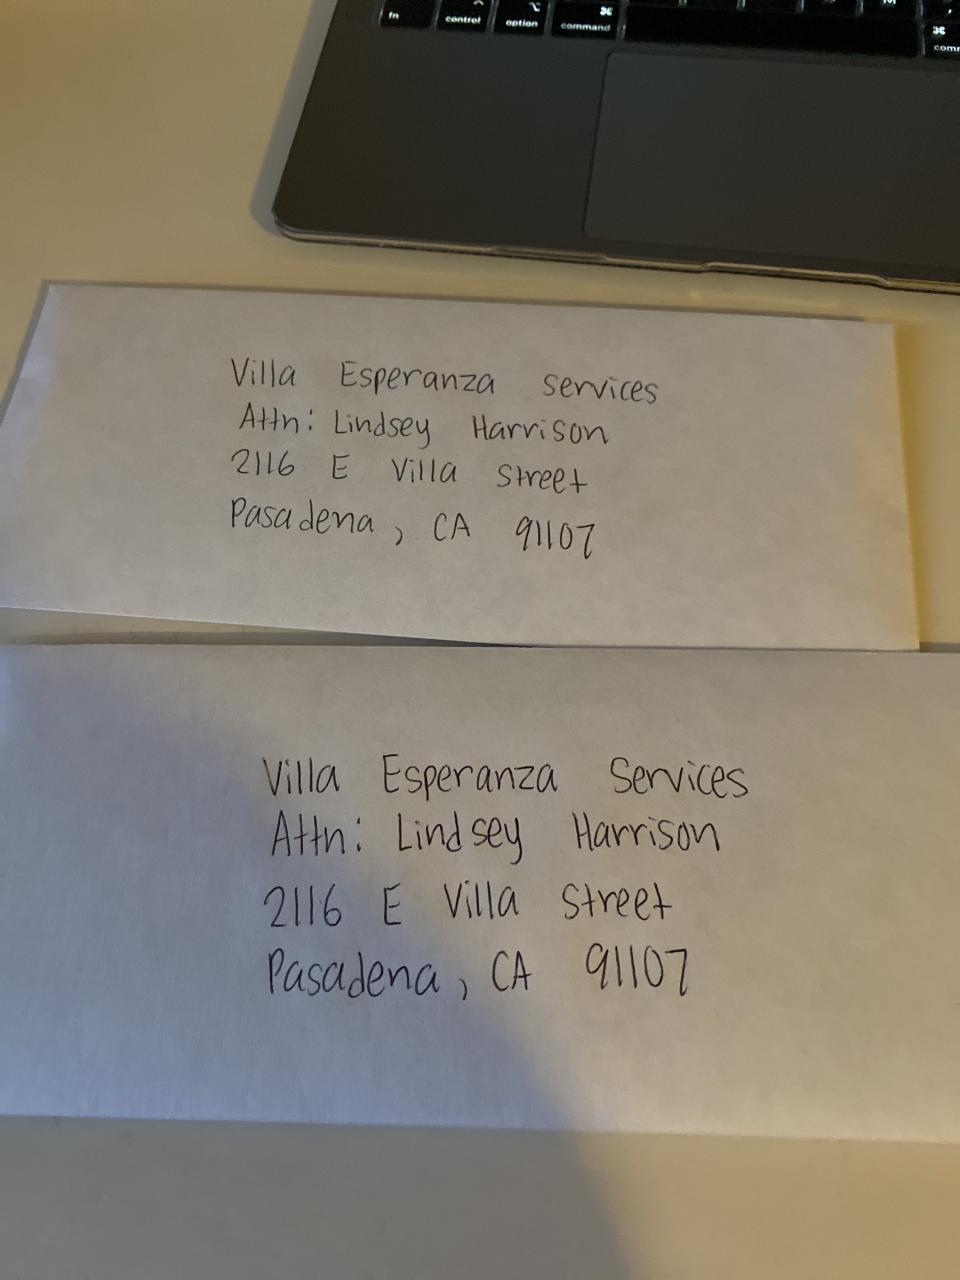 fn control option ⌘ command ⌘
Villa Esperanza Services
Attn: Lindsey Harrison
2116 E Villa Street
Pasadena, CA 91107
Villa Esperanza Services
Attn: Lindsey Harrison
2116 E Villa Street
Pasadena, CA 91107